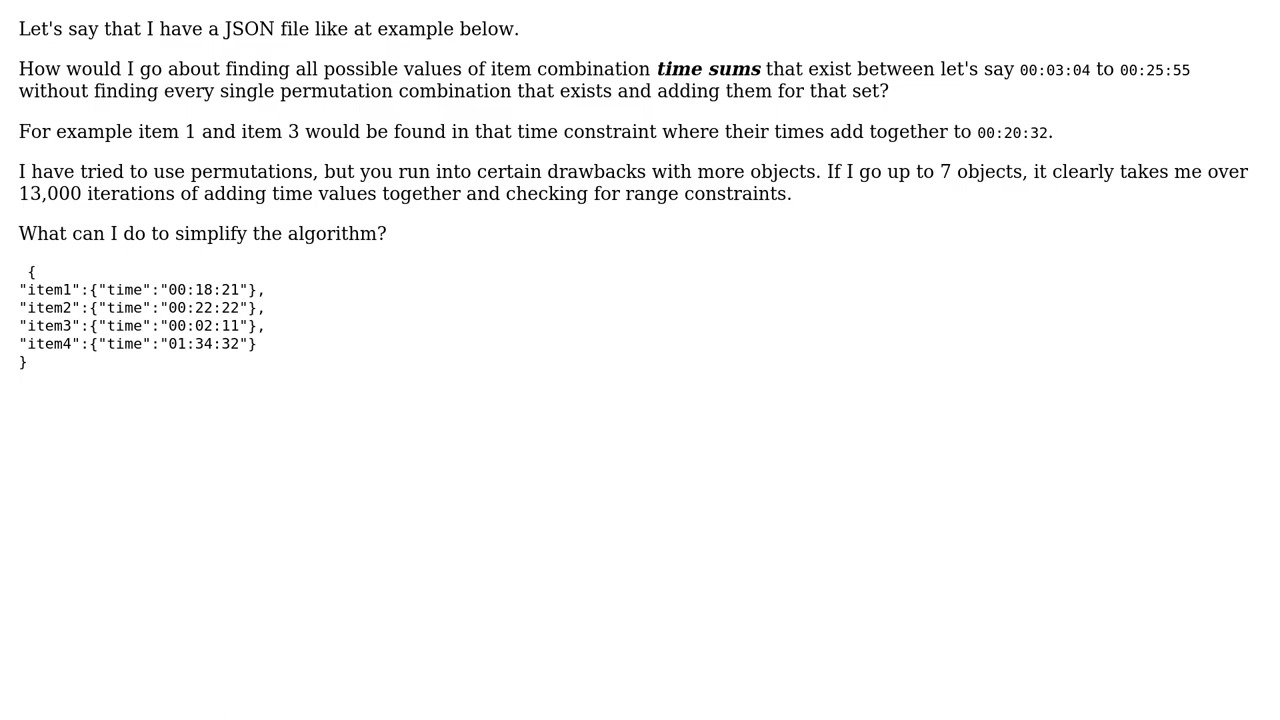 Let's say that I have a JSON file like at example below.
How would I go about finding all possible values of item combination time sums that exist between let's say 00:03:04 to 00:25:55
without finding every single permutation combination that exists and adding them for that set?
For example item 1 and item 3 would be found in that time constraint where their times add together to 00:20:32.
I have tried to use permutations, but you run into certain drawbacks with more objects. If I go up to 7 objects, it clearly takes me over
13,000 iterations of adding time values together and checking for range constraints.
What can I do to simplify the algorithm?
{
"item1":{"time":"00:18:21"},
"item2":{"time":"00:22:22"},
"item3":{"time":"00:02:11"},
"item4":{"time":"01:34:32"}
}